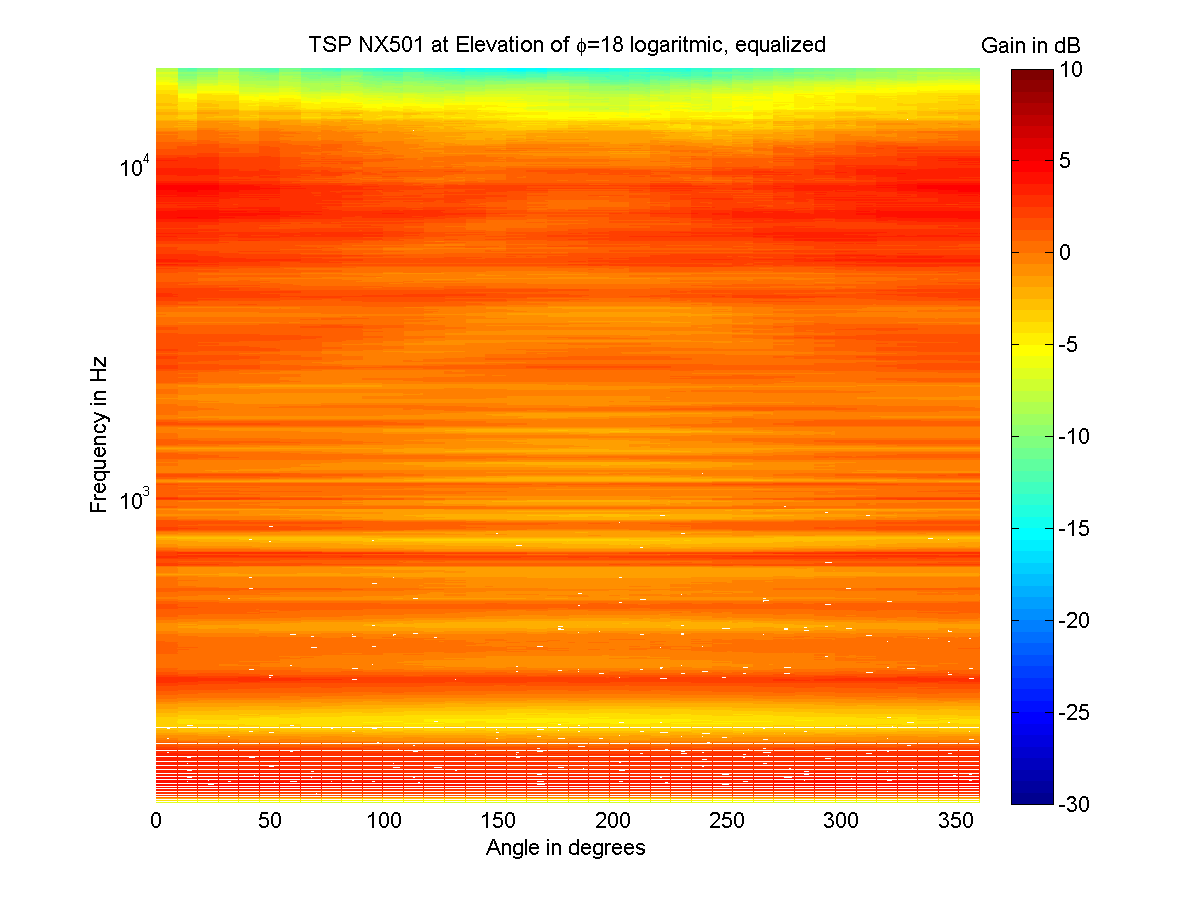 TSP NX501 at Elevation of ϕ=18 logaritmic, equalized
Gain in dB
10
5
0
-5
-10
-15
-20
-25
-30
Frequency in Hz
10^4
10^3
0 50 100 150 200 250 300 350
Angle in degrees